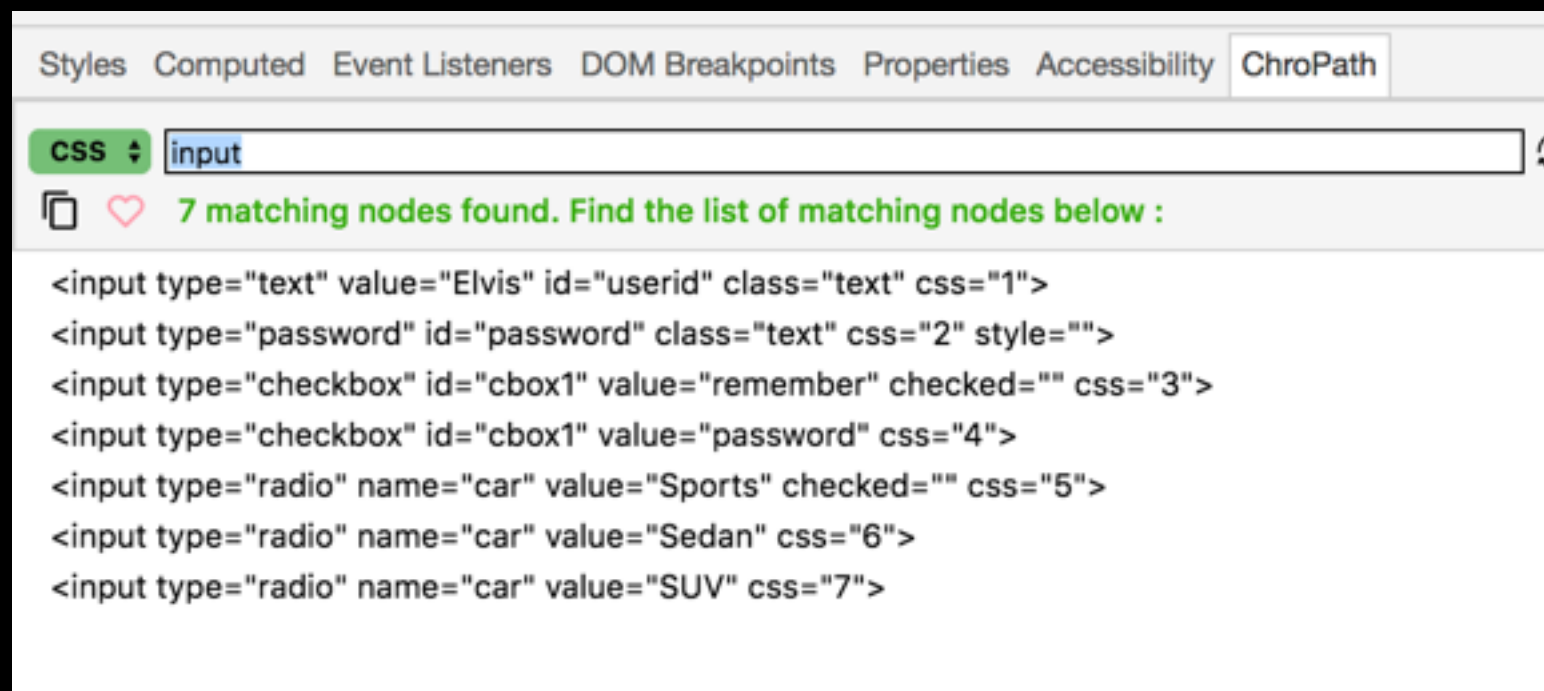 Styles Computed Event Listeners DOM Breakpoints Properties Accessibility ChroPath
CSS input
7 matching nodes found. Find the list of matching nodes below :
<input type="text" value="Elvis" id="userid" class="text" css="1">
<input type="password" id="password" class="text" css="2" style="">
<input type="checkbox" id="cbox1" value="remember" checked="" css="3">
<input type="checkbox" id="cbox1" value="password" css="4">
<input type="radio" name="car" value="Sports" checked="" css="5">
<input type="radio" name="car" value="Sedan" css="6">
<input type="radio" name="car" value="SUV" css="7">